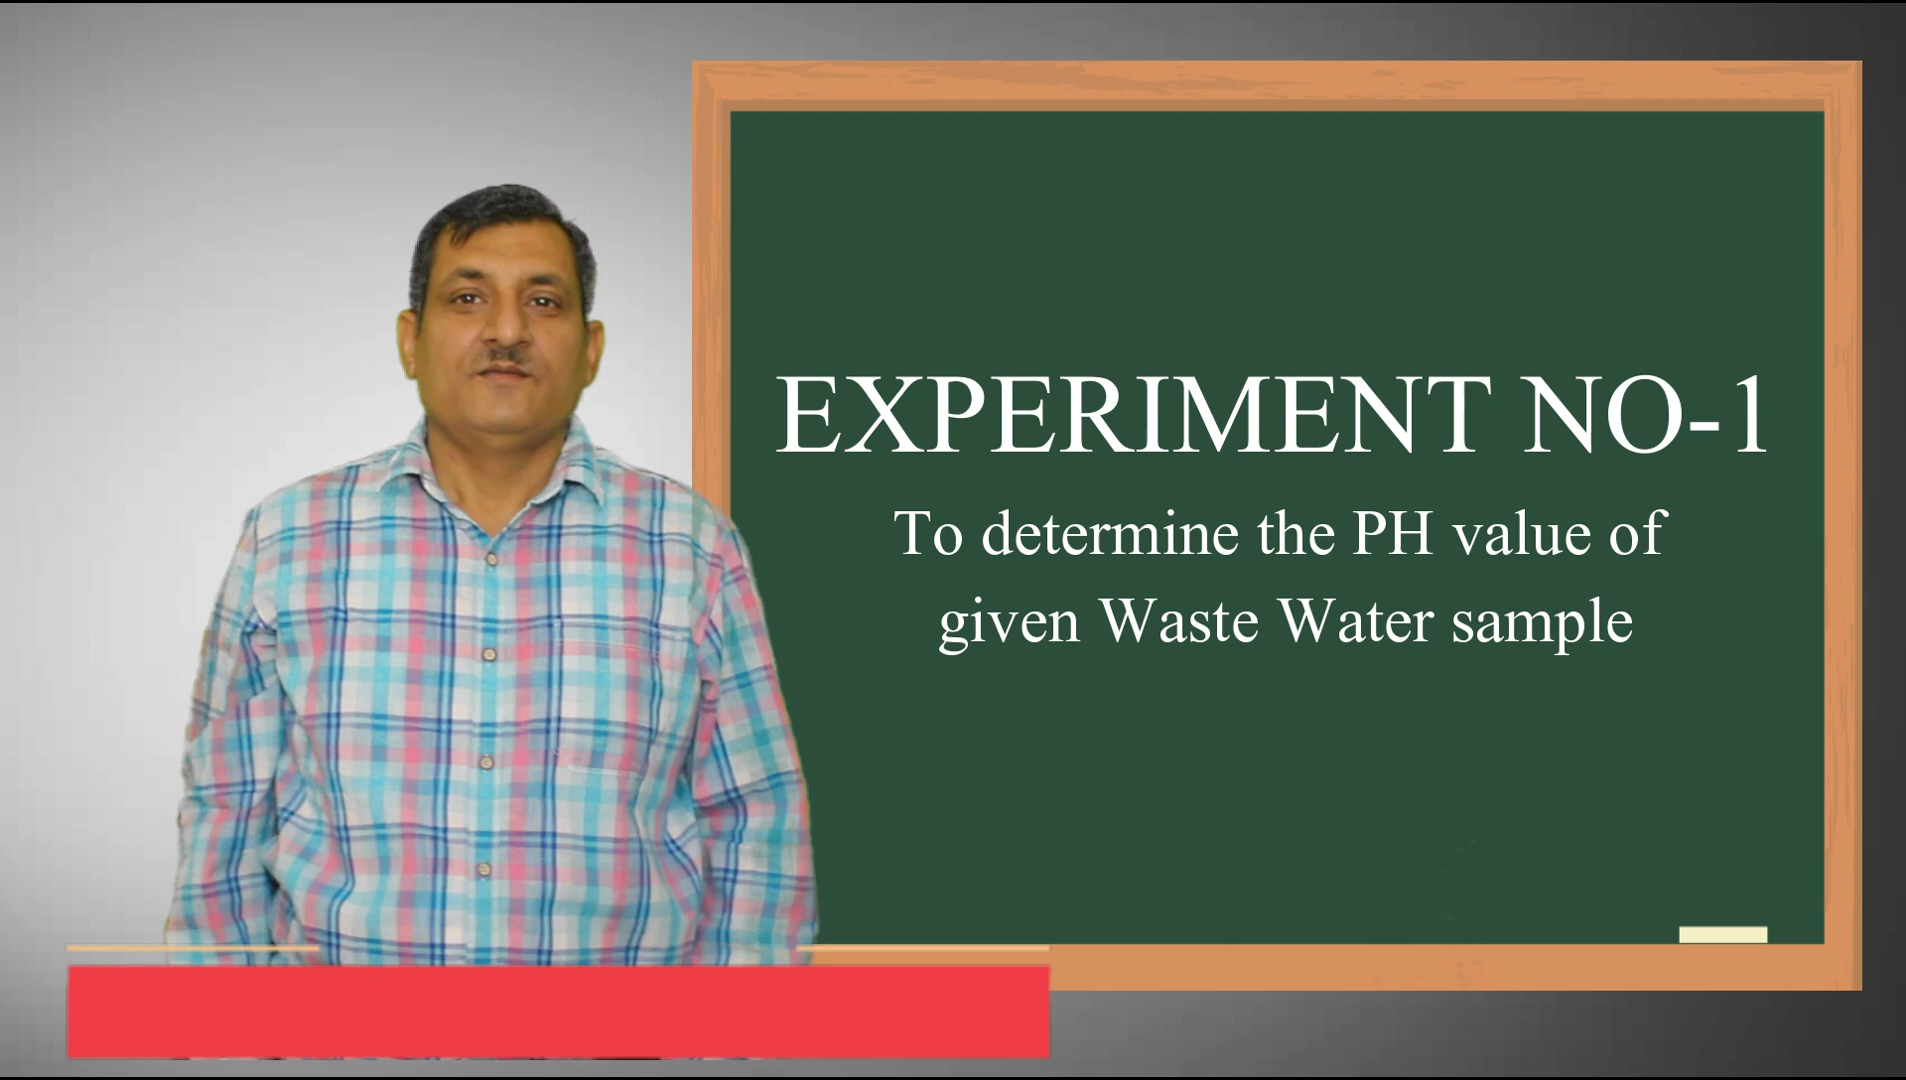 EXPERIMENT NO-1
To determine the PH value of
given Waste Water sample